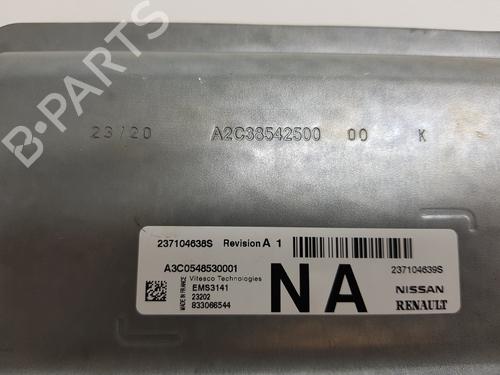 B-PARTS
23/20 A2C38542500 00 K
237104638S Revision A 1
A3C0548530001
Vitesco Technologies
MADE IN FRANCE
EMS3141
23202
833066544
NA
237104639S
NISSAN
RENAULT